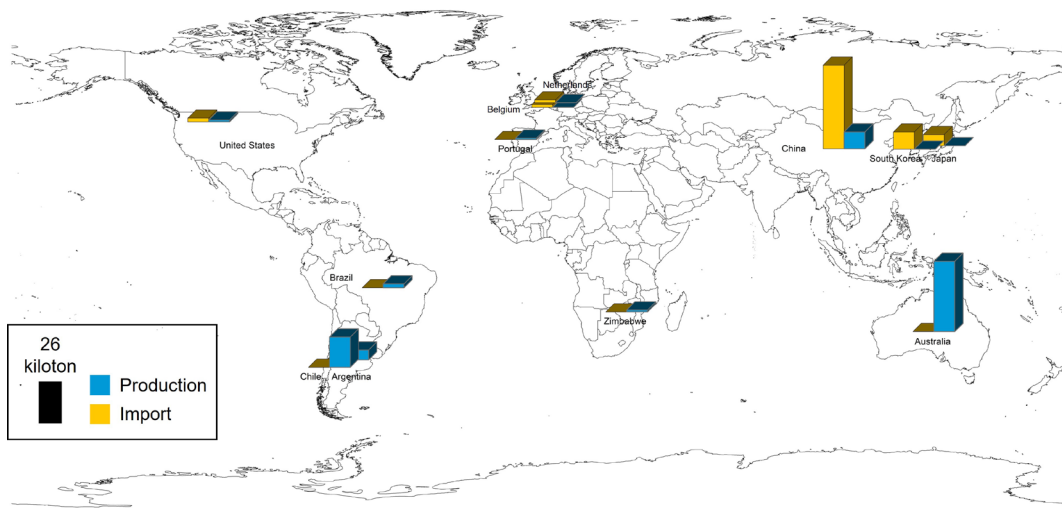 Netherlands
Belgium
Portugal
United States
China
South Korea
Japan
Brazil
Zimbabwe
Australia
Chile
Argentina
26
kiloton
Production
Import